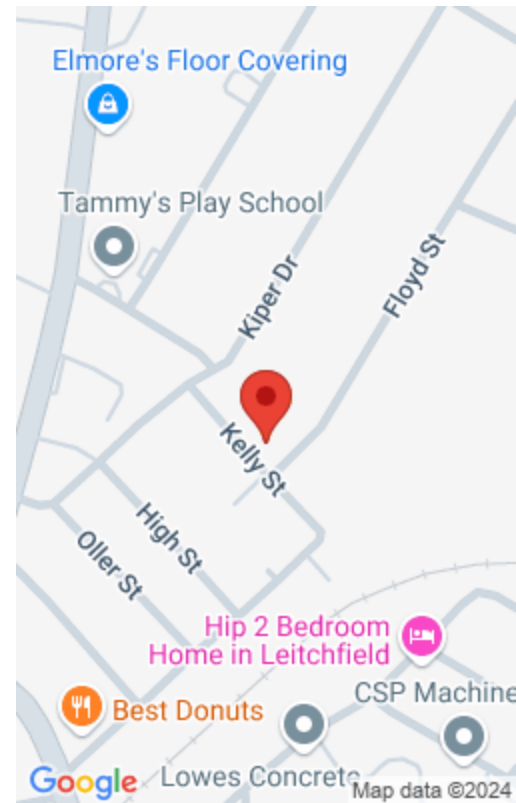 Elmore's Floor Covering
Tammy's Play School
Kiper Dr
Floyd St
Kelly St
High St
Oller St
Hip 2 Bedroom
Home in Leitchfield
CSP Machine
Best Donuts
Lowes Concrete
Google
Map data ©2024